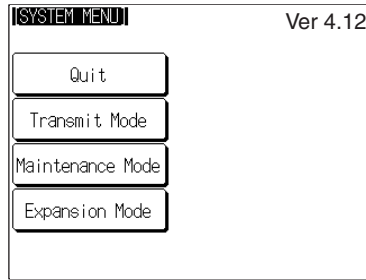 [SYSTEM MENU]
Ver 4.12
Quit
Transmit Mode
Maintenance Mode
Expansion Mode